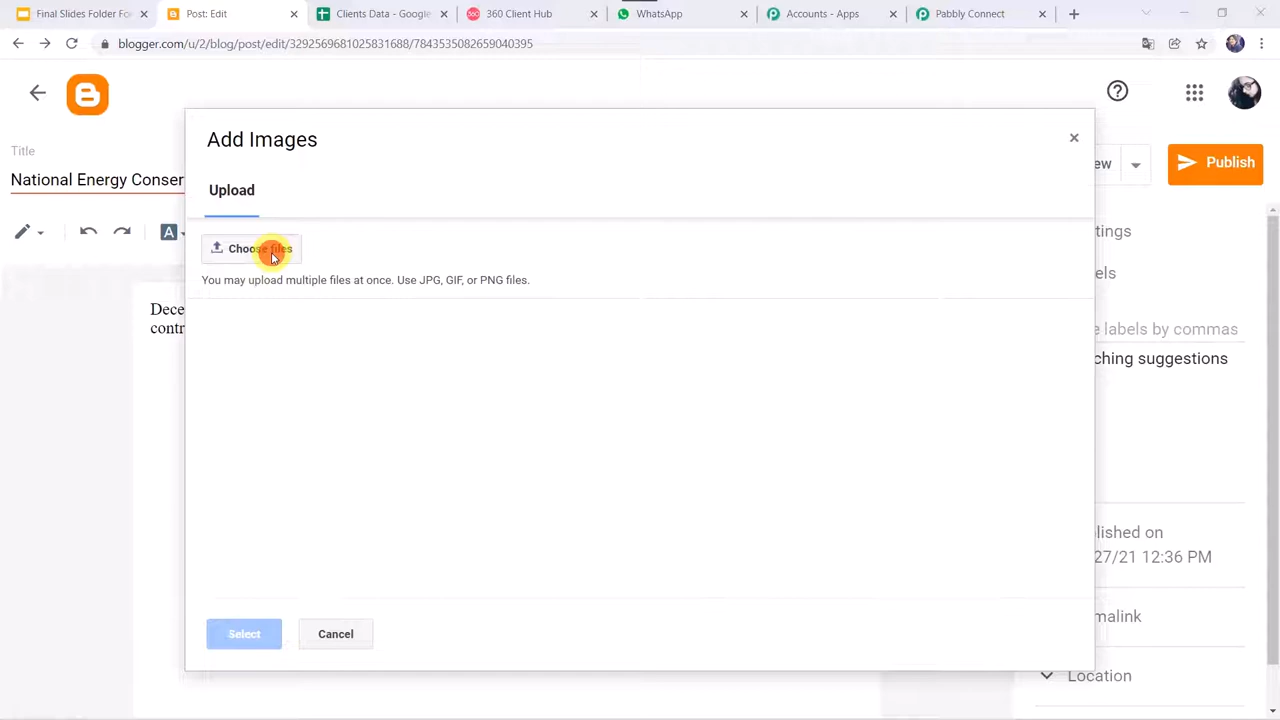 Final Slides Folder Fo
Post: Edit
Clients Data - Google
360 Client Hub
WhatsApp
Accounts - Apps
Pabbly Connect
blogger.com/u/2/blog/post/edit/3292569681025831688/7843535082659040395
Add Images
Title
ew
Publish
National Energy Conser
Upload
A
tings
Choose files
els
You may upload multiple files at once. Use JPG, GIF, or PNG files.
Dece
contr
e labels by commas
ching suggestions
blished on
27/21 12:36 PM
malink
Select
Cancel
Location